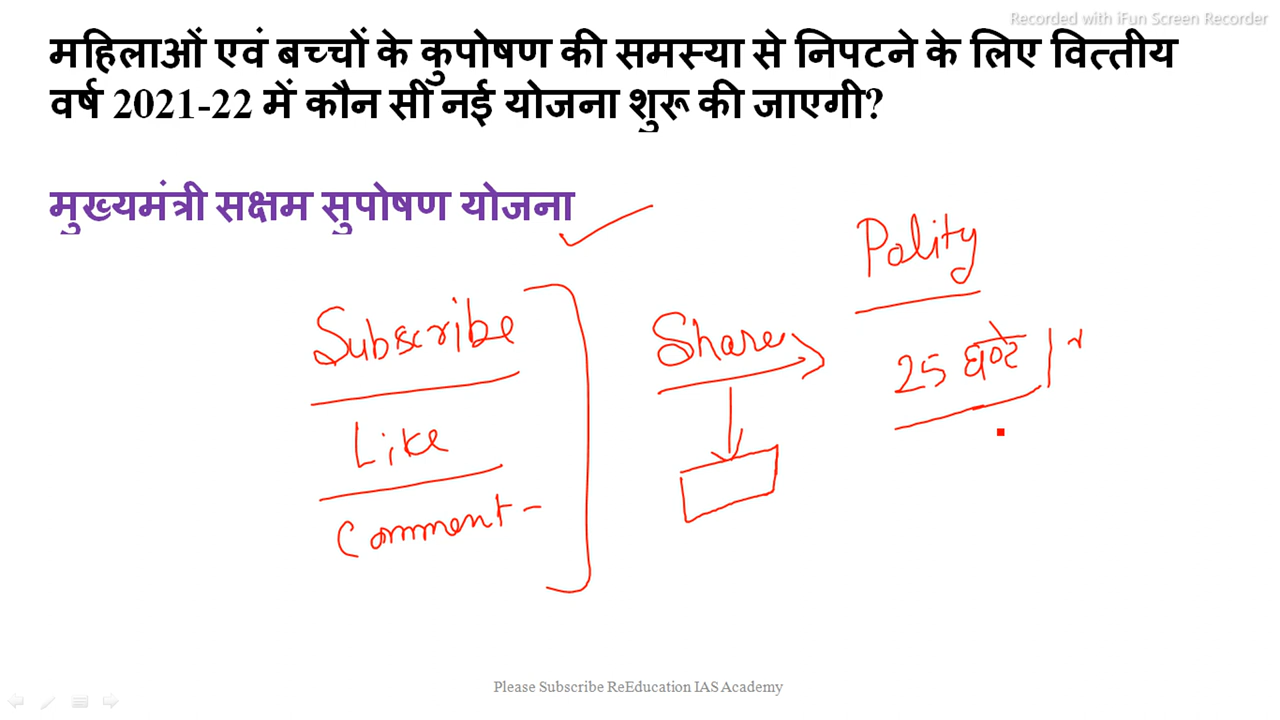 Recorded with iFun Screen Recorder
महिलाओं एवं बच्चों के कुपोषण की समस्या से निपटने के लिए वित्तीय
वर्ष 2021-22 में कौन सी नई योजना शुरू की जाएगी?
मुख्यमंत्री सक्षम सुपोषण योजना
Polity
Subscribe
Share
25 घण्टे
Like
Comment
Please Subscribe ReEducation IAS Academy